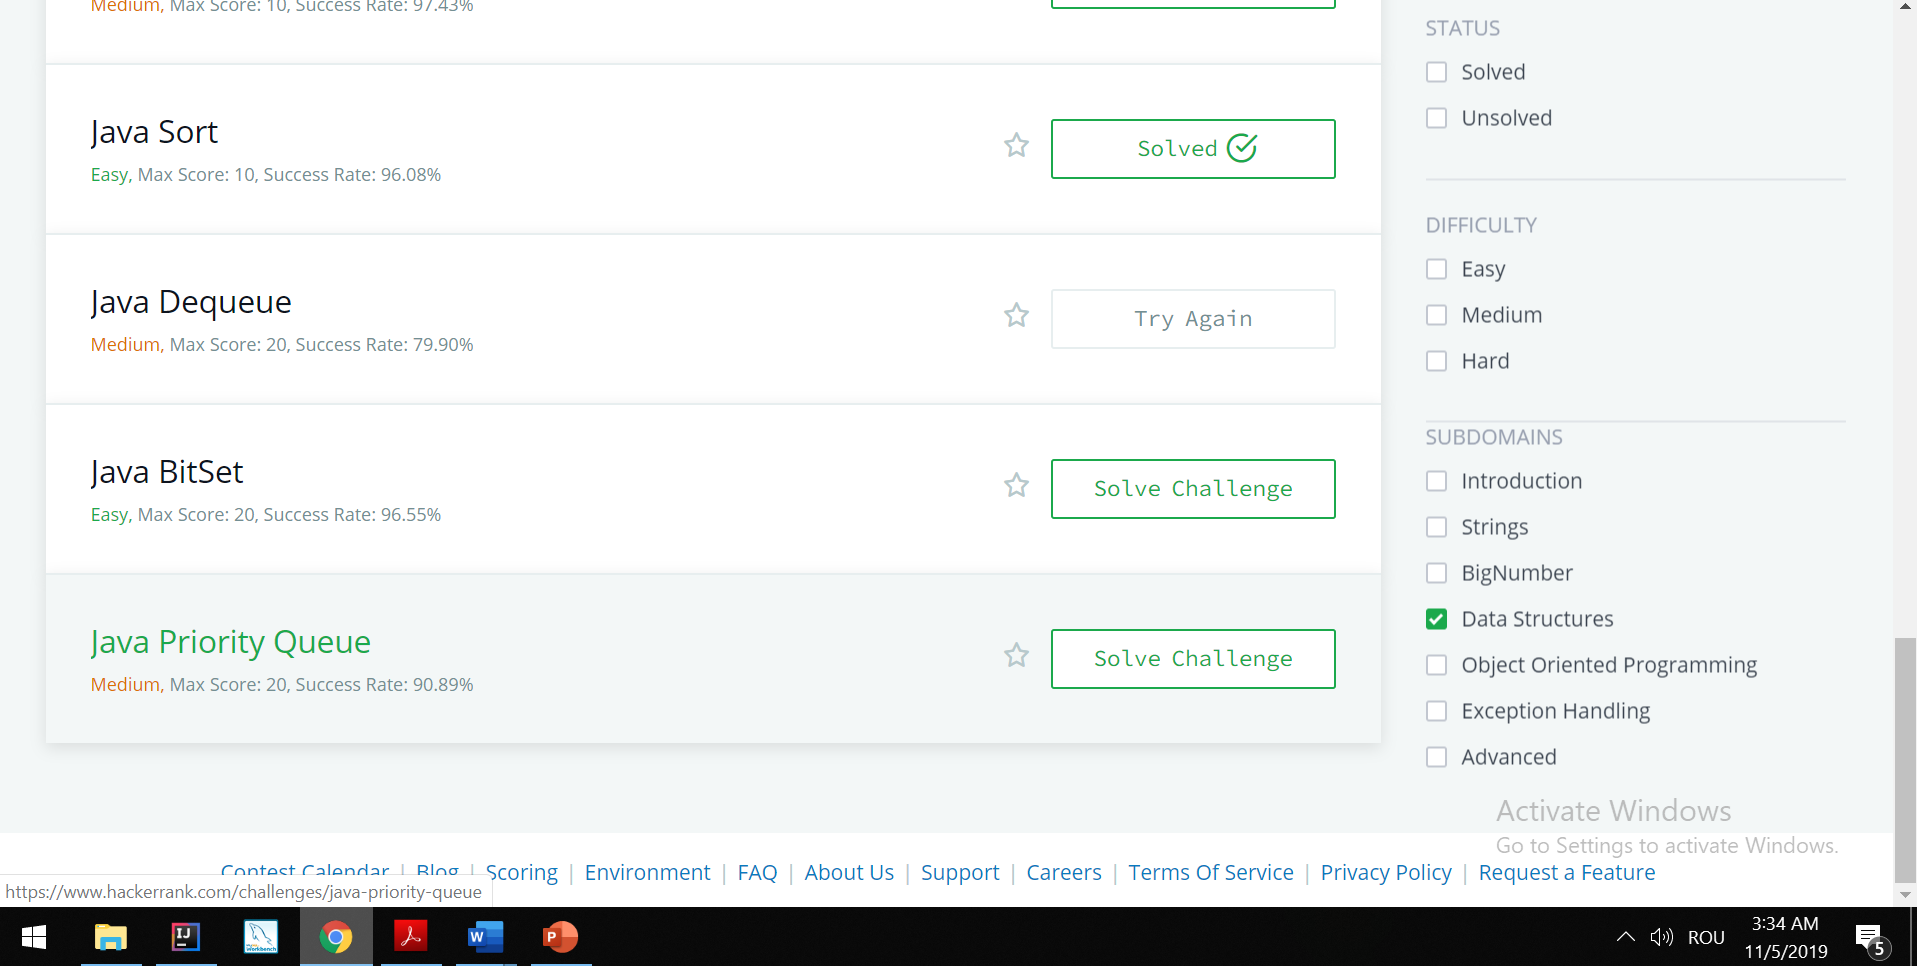 Medium, Max Score: 10, Success Rate: 97.43%
Java Sort
Easy, Max Score: 10, Success Rate: 96.08%
Solved
Java Dequeue
Medium, Max Score: 20, Success Rate: 79.90%
Try Again
Java BitSet
Easy, Max Score: 20, Success Rate: 96.55%
Solve Challenge
Java Priority Queue
Medium, Max Score: 20, Success Rate: 90.89%
Solve Challenge
STATUS
Solved
Unsolved
DIFFICULTY
Easy
Medium
Hard
SUBDOMAINS
Introduction
Strings
BigNumber
Data Structures
Object Oriented Programming
Exception Handling
Advanced
Activate Windows
Go to Settings to activate Windows.
Contest Calendar | Blog | Scoring | Environment | FAQ | About Us | Support | Careers | Terms Of Service | Privacy Policy | Request a Feature
https://www.hackerrank.com/challenges/java-priority-queue
IJ
Workbench
W
P
ROU
3:34 AM
11/5/2019
5